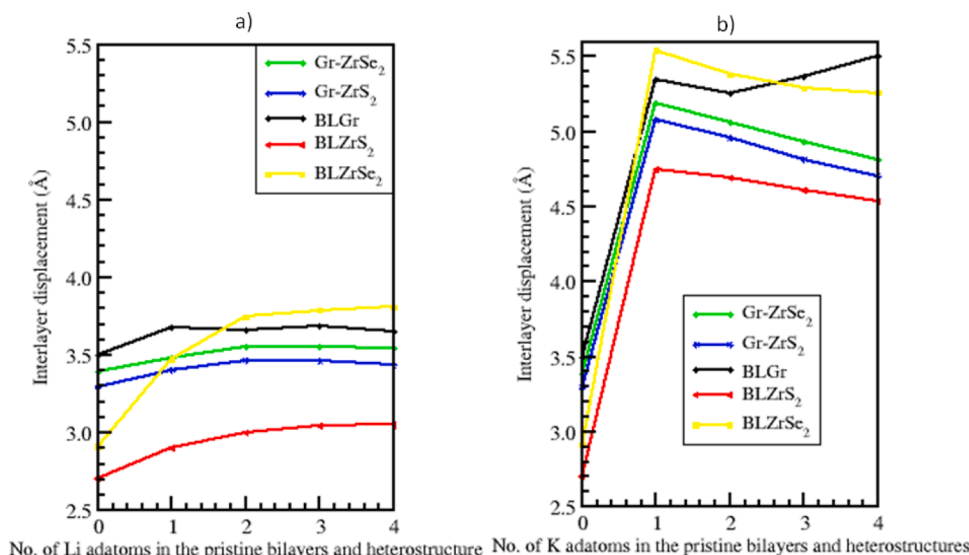 a)
5.5
5.0
4.5
4.0
3.5
3.0
2.5
Interlayer displacement (Å)
Gr-ZrSe₂
Gr-ZrS₂
BLGr
BLZrS₂
BLZrSe₂
0 1 2 3 4
No. of Li adatoms in the pristine bilayers and heterostructure
b)
5.5
5.0
4.5
4.0
3.5
3.0
2.5
Interlayer displacement (Å)
Gr-ZrSe₂
Gr-ZrS₂
BLGr
BLZrS₂
BLZrSe₂
0 1 2 3 4
No. of K adatoms in the pristine bilayers and heterostructures